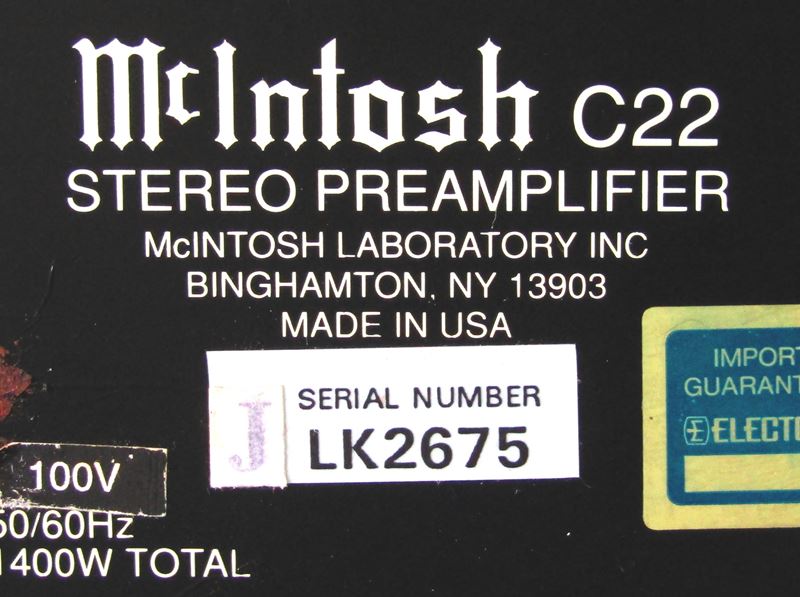 McIntosh C22
STEREO PREAMPLIFIER
McINTOSH LABORATORY INC
BINGHAMTON, NY 13903
MADE IN USA
J
SERIAL NUMBER
LK2675
IMPORT
GUARANT
ELECTO
100V
50/60Hz
1400W TOTAL